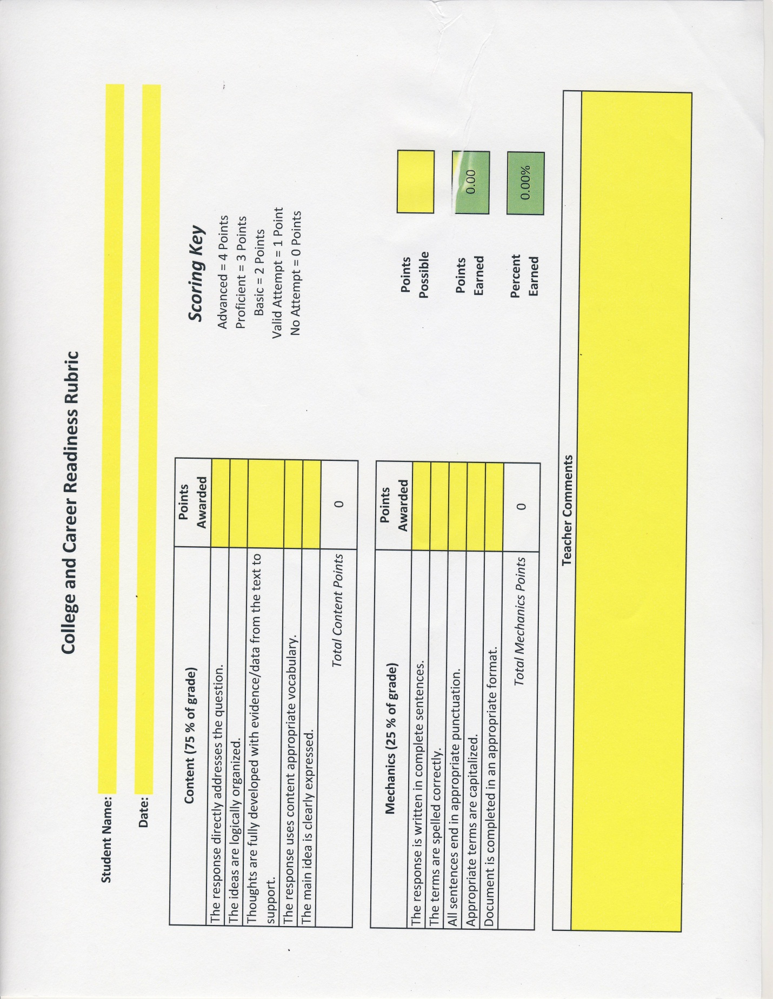 College and Career Readiness Rubric
Student Name:
Date:
Content (75 % of grade)
Points
Awarded
The response directly addresses the question.
The ideas are logically organized.
Thoughts are fully developed with evidence/data from the text to
support.
The response uses content appropriate vocabulary.
The main idea is clearly expressed.
Total Content Points
0
Scoring Key
Advanced = 4 Points
Proficient = 3 Points
Basic = 2 Points
Valid Attempt = 1 Point
No Attempt = 0 Points
Mechanics (25 % of grade)
Points
Awarded
The response is written in complete sentences.
The terms are spelled correctly.
All sentences end in appropriate punctuation.
Appropriate terms are capitalized.
Document is completed in an appropriate format.
Total Mechanics Points
0
Points
Possible
Points
Earned
0.00
Percent
Earned
0.00%
Teacher Comments